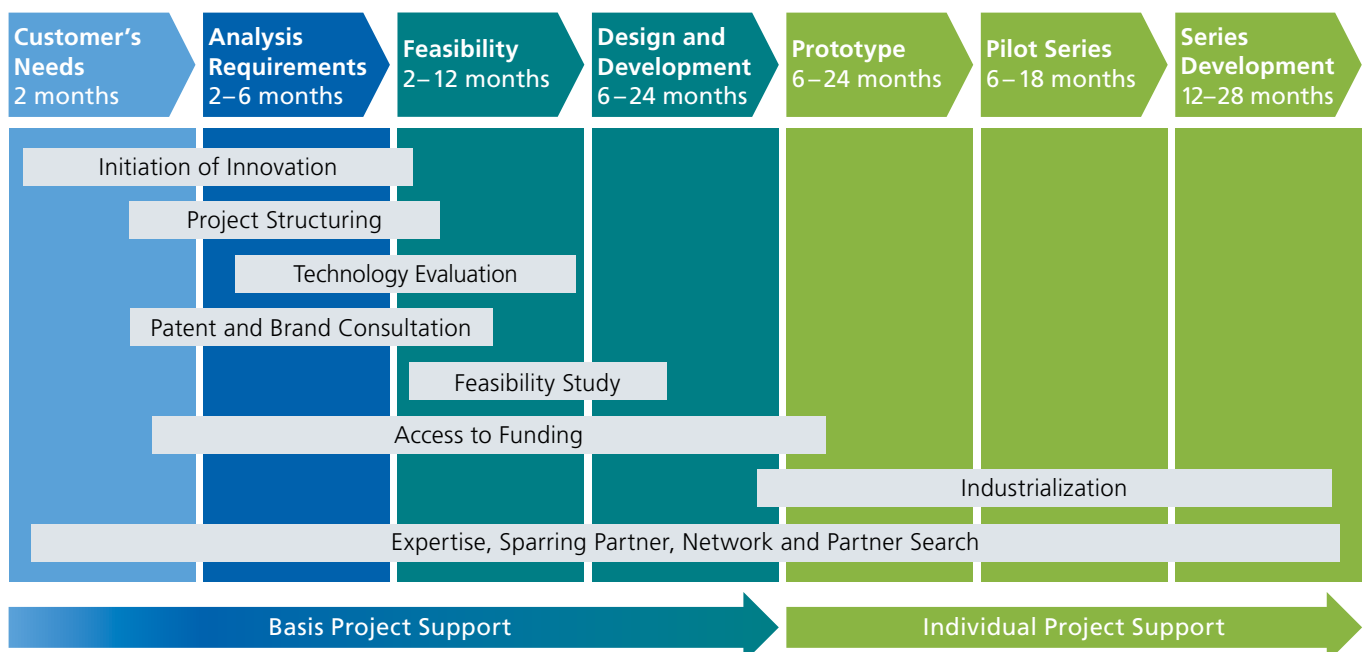 Customer's
Needs
2 months
Analysis
Requirements
2–6 months
Feasibility
2–12 months
Design and
Development
6–24 months
Prototype
6–24 months
Pilot Series
6–18 months
Series
Development
12–28 months
Initiation of Innovation
Project Structuring
Technology Evaluation
Patent and Brand Consultation
Feasibility Study
Access to Funding
Industrialization
Expertise, Sparring Partner, Network and Partner Search
Basis Project Support
Individual Project Support